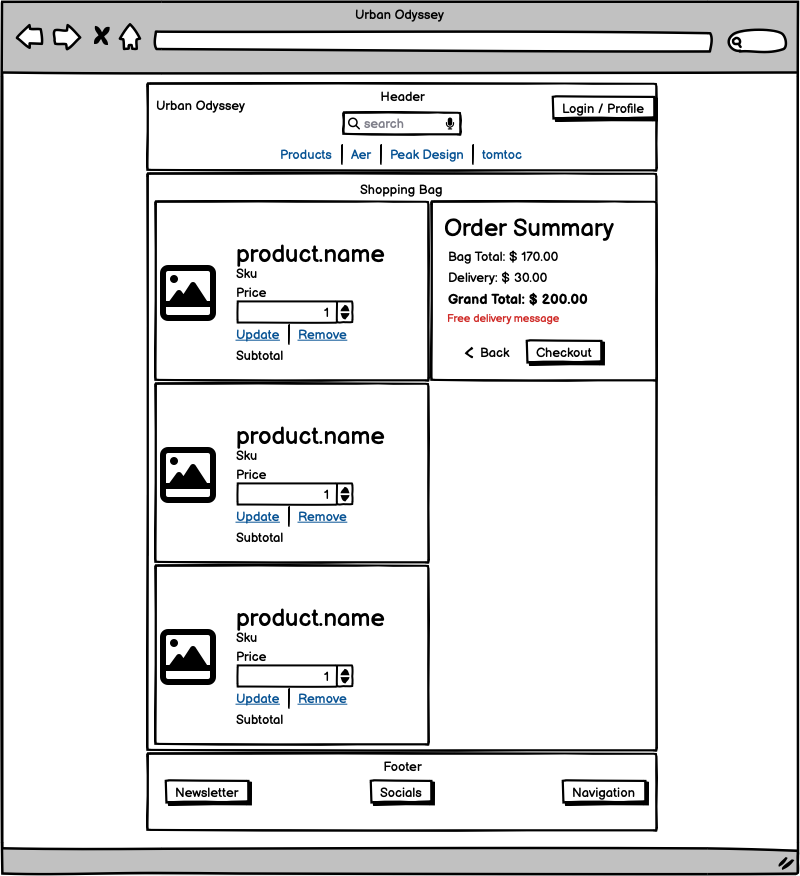 Urban Odyssey
Header
Urban Odyssey
Login / Profile
search
Products Aer Peak Design tomtoc
Shopping Bag
product.name
Sku
Price
1
Update Remove
Subtotal
Order Summary
Bag Total: $ 170.00
Delivery: $ 30.00
Grand Total: $ 200.00
Free delivery message
Back Checkout
product.name
Sku
Price
1
Update Remove
Subtotal
product.name
Sku
Price
1
Update Remove
Subtotal
Footer
Newsletter Socials Navigation